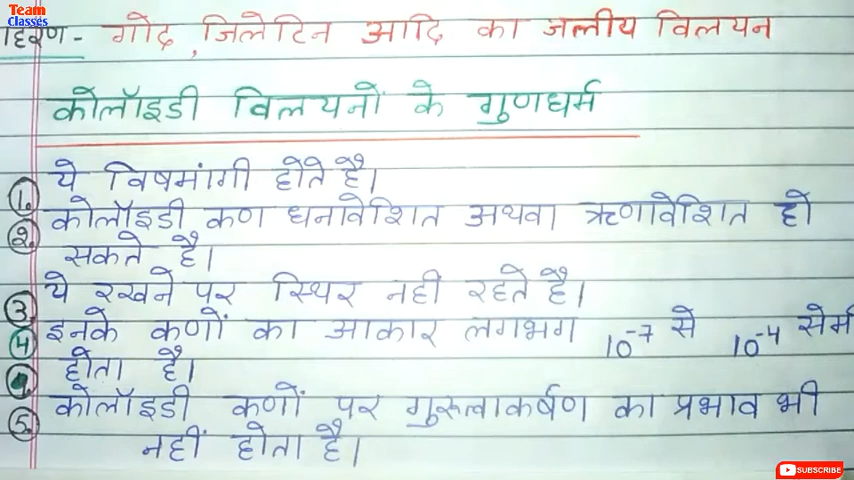 Team
Classes
हरण- गोंद, जिलेटिन आदि का जलीय विलयन
कोलॉइडी विलयनों के गुणधर्म
1. ये विषमांगी होते है।
2. कोलॉइडी कण धनावेशित अथवा ऋणावेशित हो
सकते है।
3. ये रखने पर स्थिर नही रहते है।
4 इनके कणों का आकार लगभग 10⁻⁷ से 10⁻⁴ सेमी
होता है।
5. कोलॉइडी कणों पर गुरुत्वाकर्षण का प्रभाव भी
नहीं होता है।
SUBSCRIBE